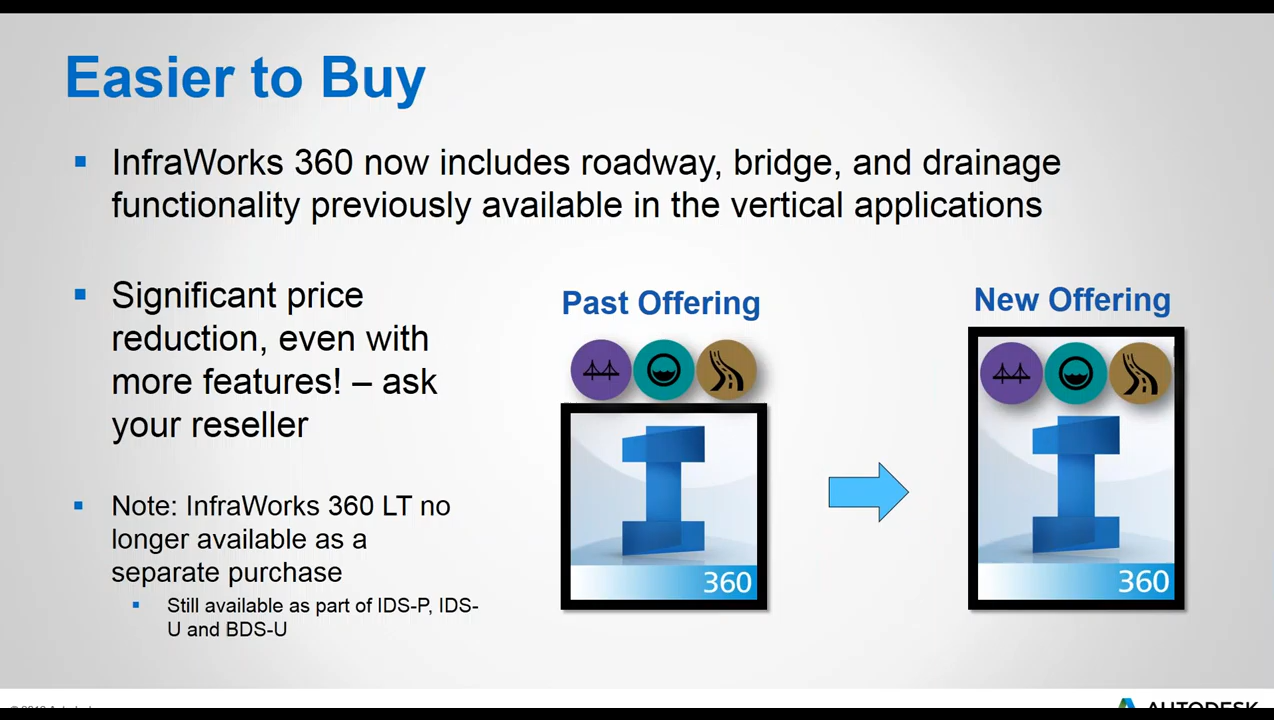 Easier to Buy
InfraWorks 360 now includes roadway, bridge, and drainage
functionality previously available in the vertical applications
Significant price
reduction, even with
more features! – ask
your reseller
Note: InfraWorks 360 LT no
longer available as a
separate purchase
Still available as part of IDS-P, IDS-
U and BDS-U
Past Offering
360
New Offering
360
AUTODESK